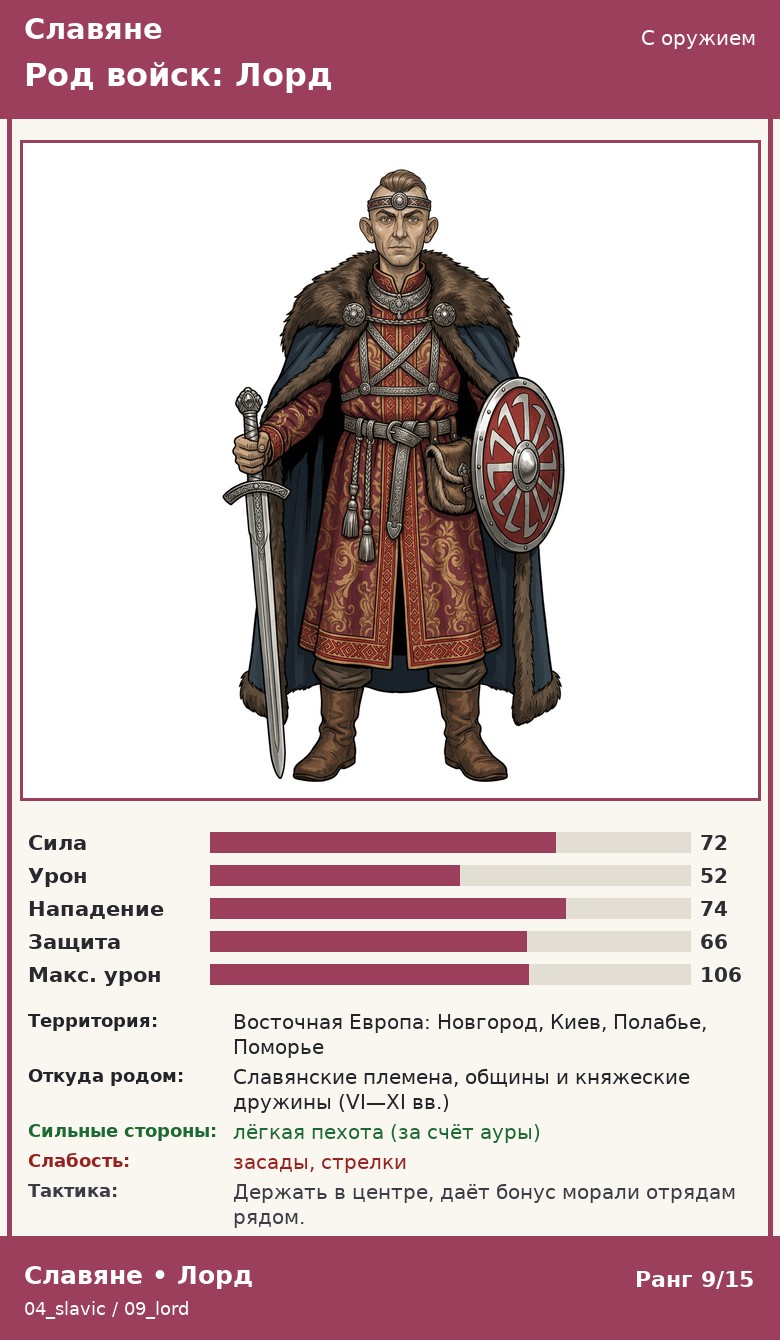 Славяне
С оружием
Род войск: Лорд
Сила 72
Урон 52
Нападение 74
Защита 66
Макс. урон 106
Территория: Восточная Европа: Новгород, Киев, Полабье,
Поморье
Откуда родом: Славянские племена, общины и княжеские
дружины (VI—XI вв.)
Сильные стороны: лёгкая пехота (за счёт ауры)
Слабость: засады, стрелки
Тактика: Держать в центре, даёт бонус морали отрядам
рядом.
Славяне • Лорд
Ранг 9/15
04_slavic / 09_lord